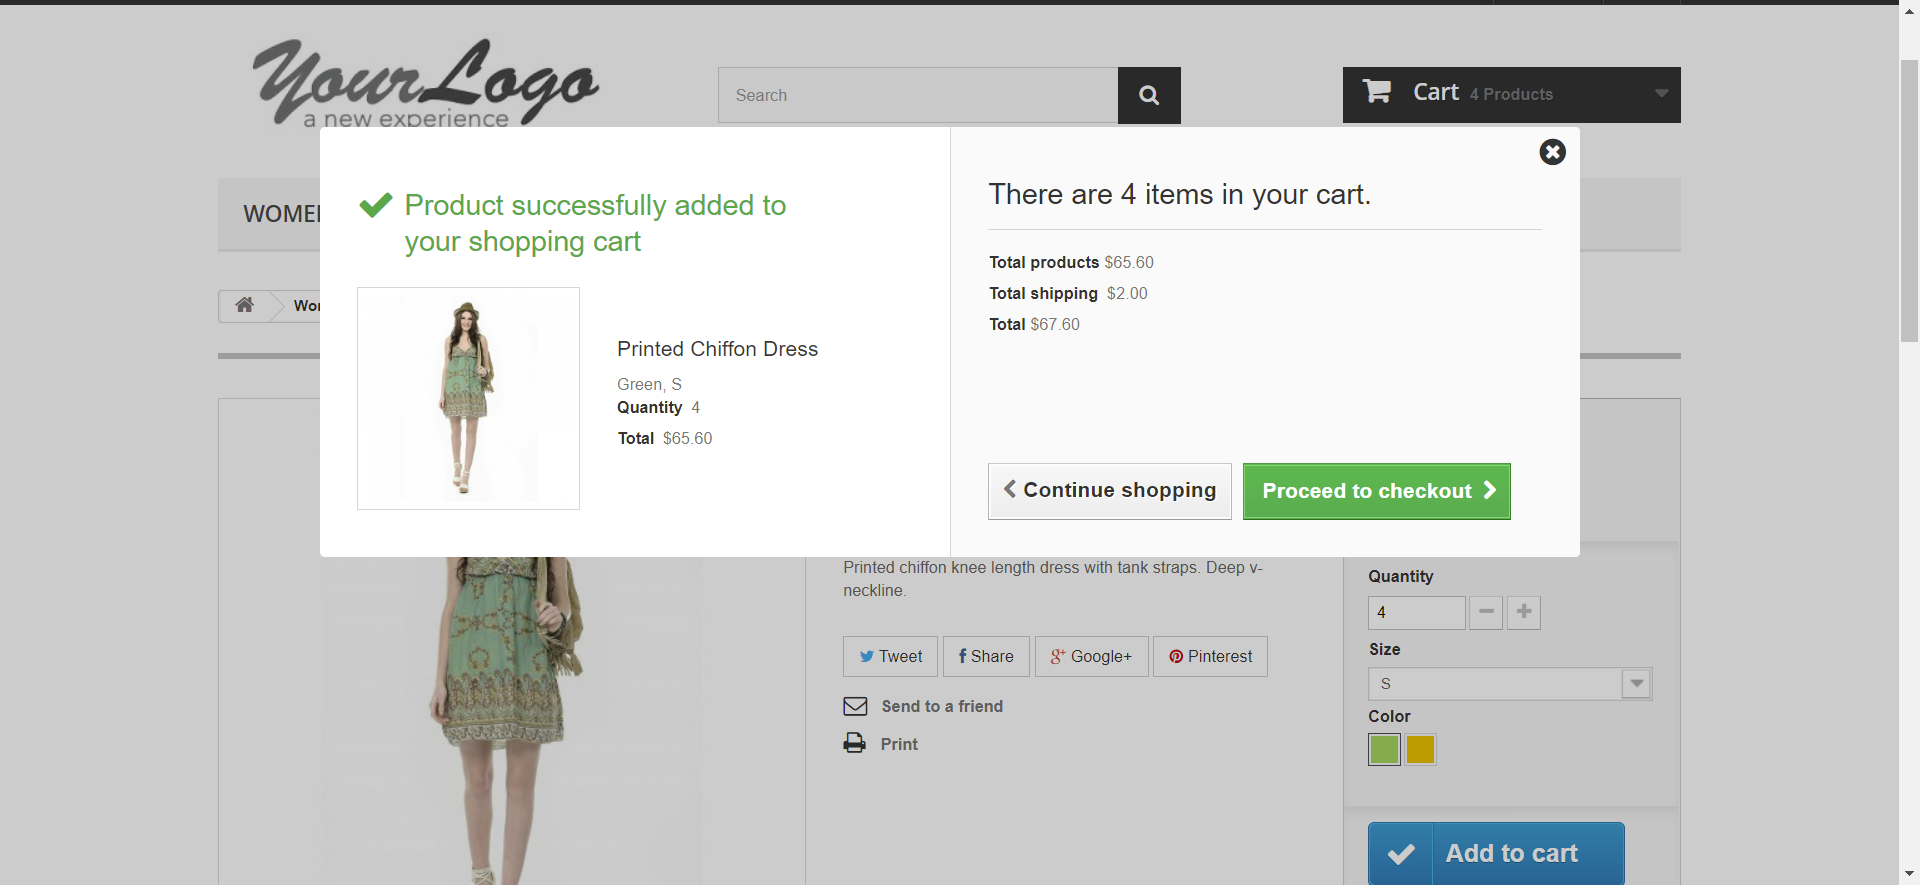 YourLogo
a new experience
Search
Cart 4 Products
WOME
Wo
Product successfully added to
your shopping cart
Printed Chiffon Dress
Green, S
Quantity 4
Total $65.60
There are 4 items in your cart.
Total products $65.60
Total shipping $2.00
Total $67.60
Continue shopping
Proceed to checkout
Printed chiffon knee length dress with tank straps. Deep v-
neckline.
Tweet
Share
Google+
Pinterest
Send to a friend
Print
Quantity
4
Size
S
Color
Add to cart